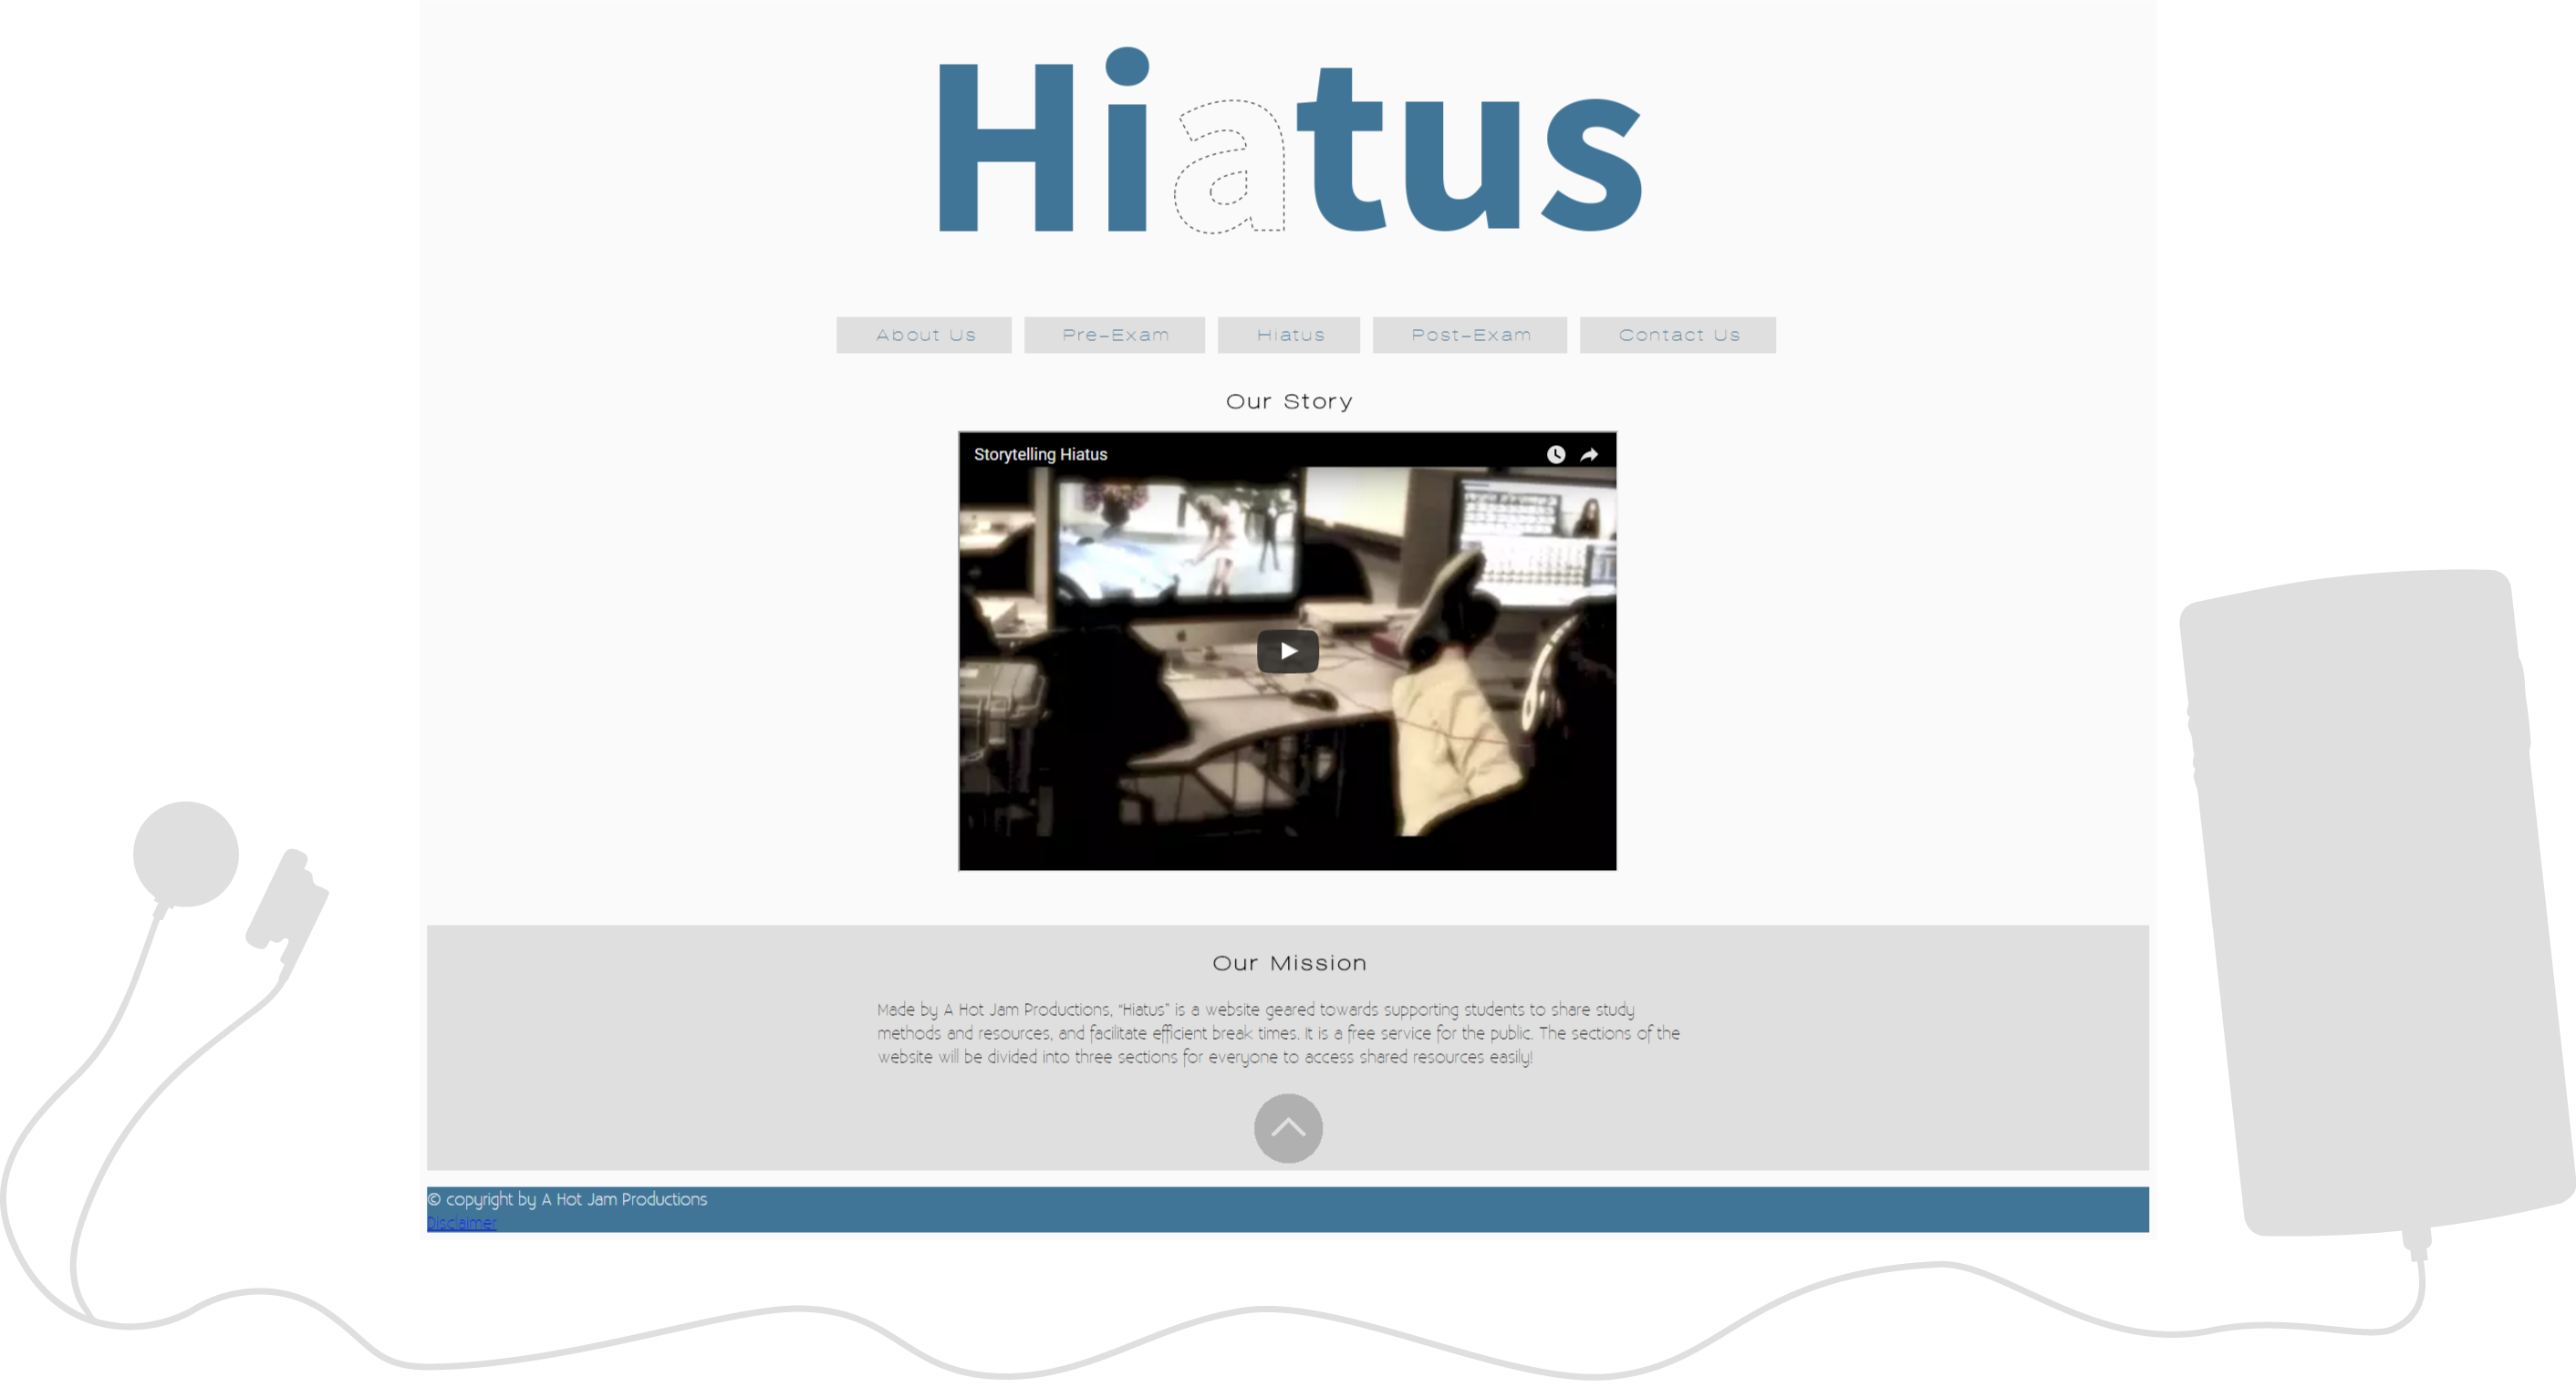 Hiatus
About Us
Pre-Exam
Hiatus
Post-Exam
Contact Us
Our Story
Storytelling Hiatus
Our Mission
Made by A Hot Jam Productions, “Hiatus” is a website geared towards supporting students to share study
methods and resources, and facilitate efficient break times. It is a free service for the public. The sections of the
website will be divided into three sections for everyone to access shared resources easily!
© copyright by A Hot Jam Productions
Disclaimer